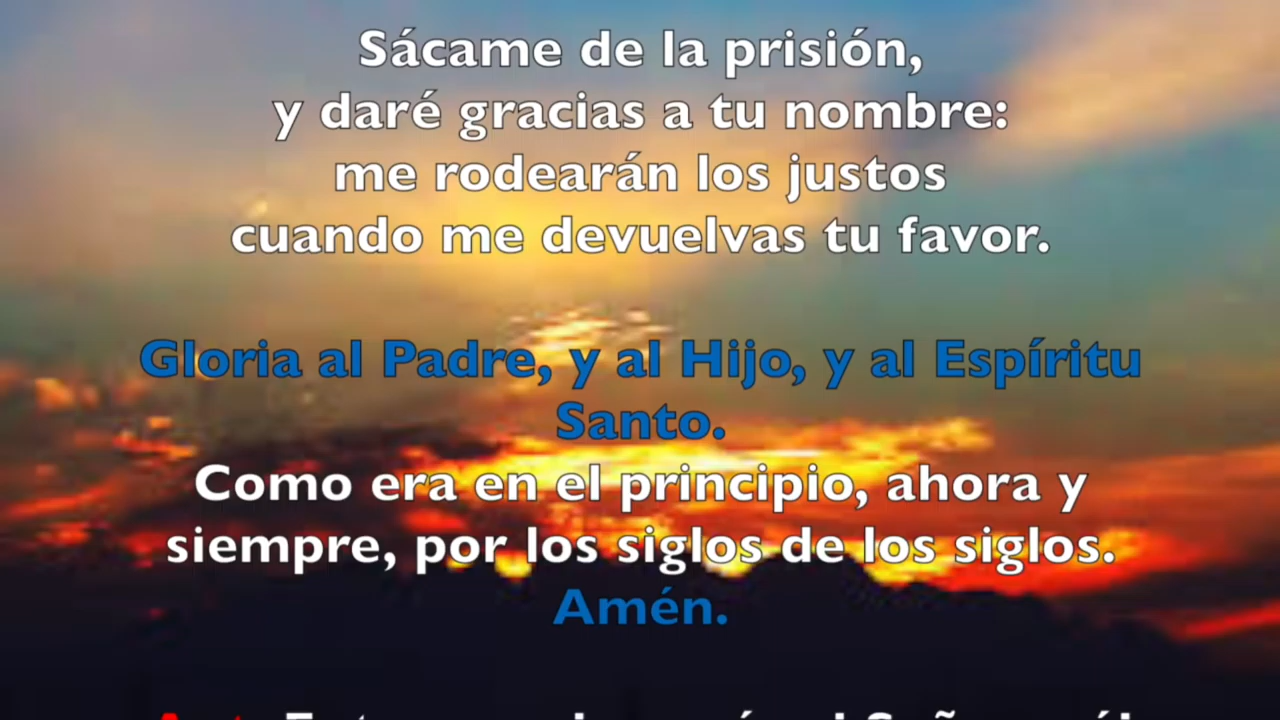 Sácame de la prisión,
y daré gracias a tu nombre:
me rodearán los justos
cuando me devuelvas tu favor.
Gloria al Padre, y al Hijo, y al Espíritu
Santo.
Como era en el principio, ahora y
siempre, por los siglos de los siglos.
Amén.